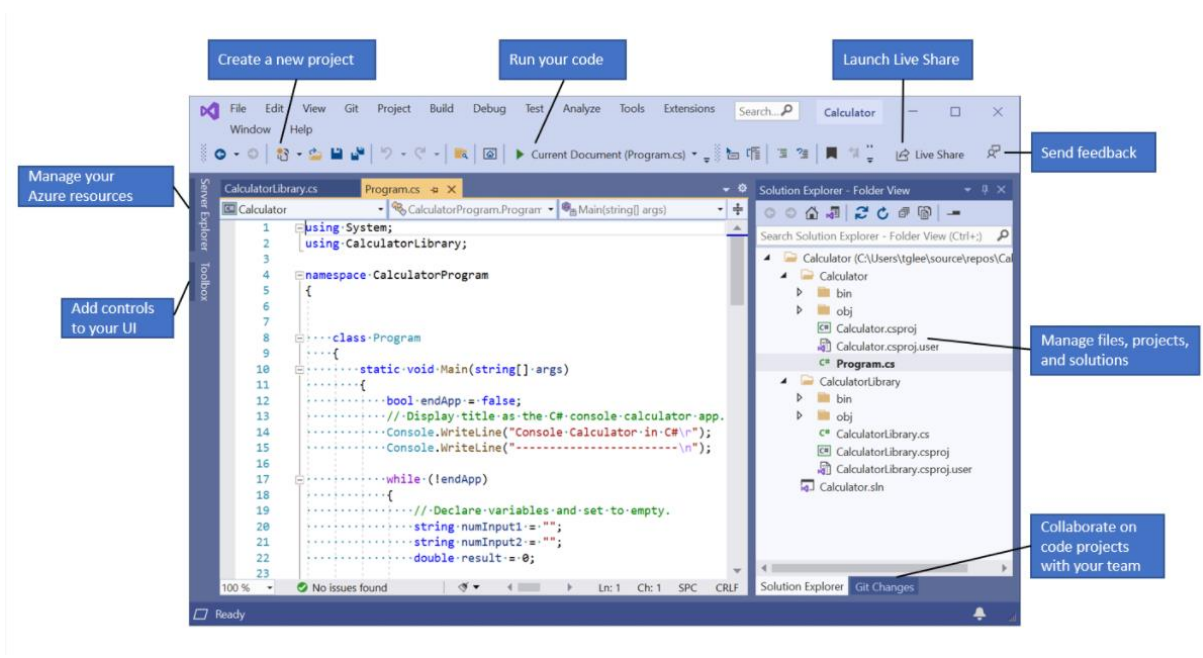 Create a new project
Run your code
Launch Live Share
File Edit View Git Project Build Debug Test Analyze Tools Extensions Search... Calculator
Window Help
Current Document (Program.cs) Live Share
Send feedback
Manage your
Azure resources
Server Explorer
Toolbox
Add controls
to your UI
CalculatorLibrary.cs Program.cs
Calculator CalculatorProgram.Program Main(string[] args)
1 using·System;
2 using·CalculatorLibrary;
3
4 namespace·CalculatorProgram
5 {
6
7
8 ····class·Program
9 ····{
10 ········static·void·Main(string[]·args)
11 ········{
12 ············bool·endApp·=·false;
13 ············//·Display·title·as·the·C#·console·calculator·app.
14 ············Console.WriteLine("Console·Calculator·in·C#\r");
15 ············Console.WriteLine("------------------------\n");
16
17 ············while·(!endApp)
18 ············{
19 ················//·Declare·variables·and·set·to·empty.
20 ················string·numInput1·=·"";
21 ················string·numInput2·=·"";
22 ················double·result·=·0;
23
100 % No issues found Ln: 1 Ch: 1 SPC CRLF
Ready
Solution Explorer - Folder View
Search Solution Explorer - Folder View (Ctrl+;)
Calculator (C:\Users\tglee\source\repos\Cal
Calculator
bin
obj
Calculator.csproj
Calculator.csproj.user
C# Program.cs
CalculatorLibrary
bin
obj
C# CalculatorLibrary.cs
CalculatorLibrary.csproj
CalculatorLibrary.csproj.user
Calculator.sln
Solution Explorer Git Changes
Manage files, projects,
and solutions
Collaborate on
code projects
with your team